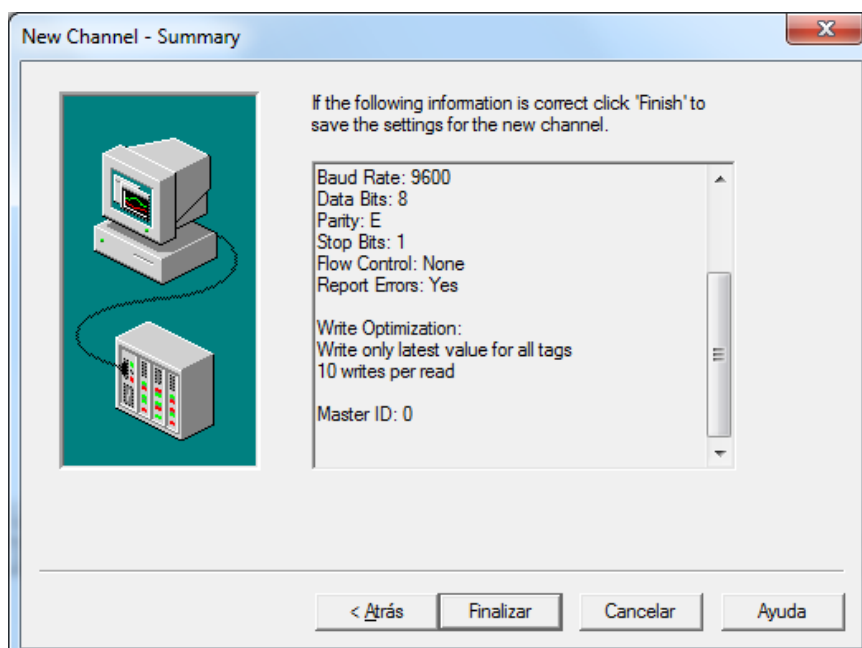 New Channel - Summary
If the following information is correct click 'Finish' to
save the settings for the new channel.
Baud Rate: 9600
Data Bits: 8
Parity: E
Stop Bits: 1
Flow Control: None
Report Errors: Yes
Write Optimization:
Write only latest value for all tags
10 writes per read
Master ID: 0
< Atrás
Finalizar
Cancelar
Ayuda